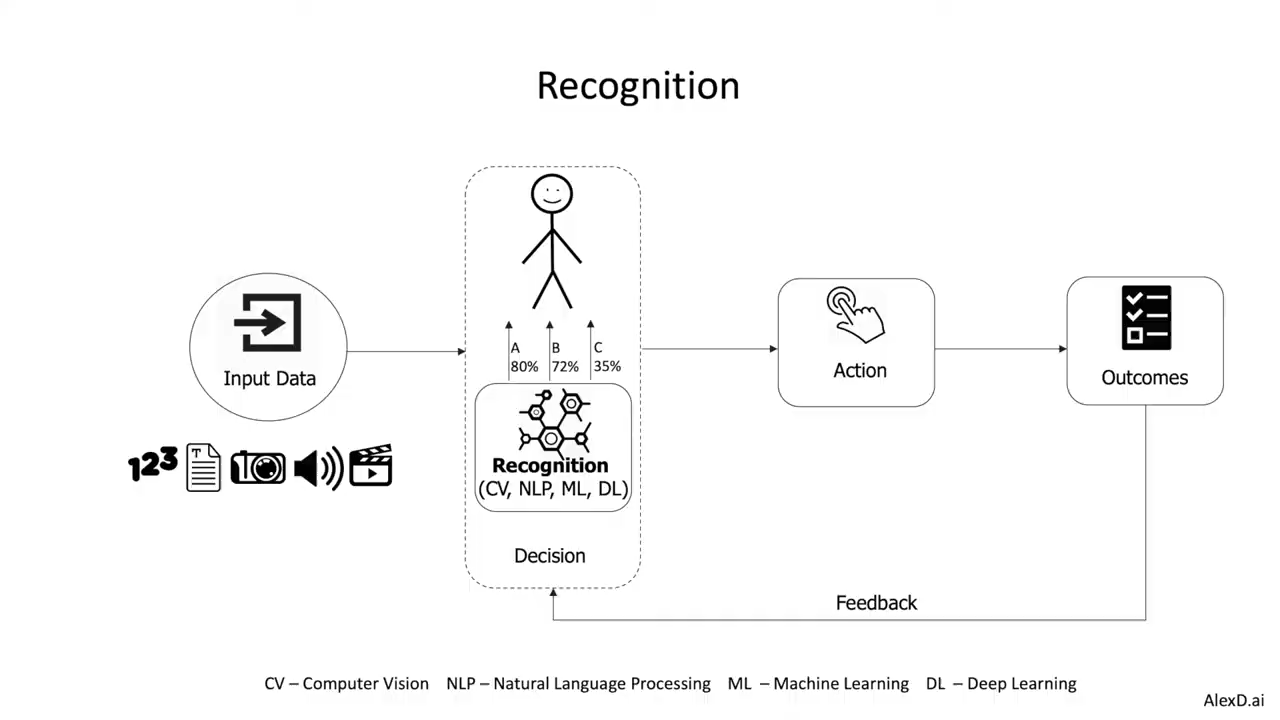 Recognition
A
80%
B
72%
C
35%
Input Data
123
T
Recognition
(CV, NLP, ML, DL)
Decision
Action
Outcomes
Feedback
CV – Computer Vision NLP – Natural Language Processing ML – Machine Learning DL – Deep Learning
AlexD.ai